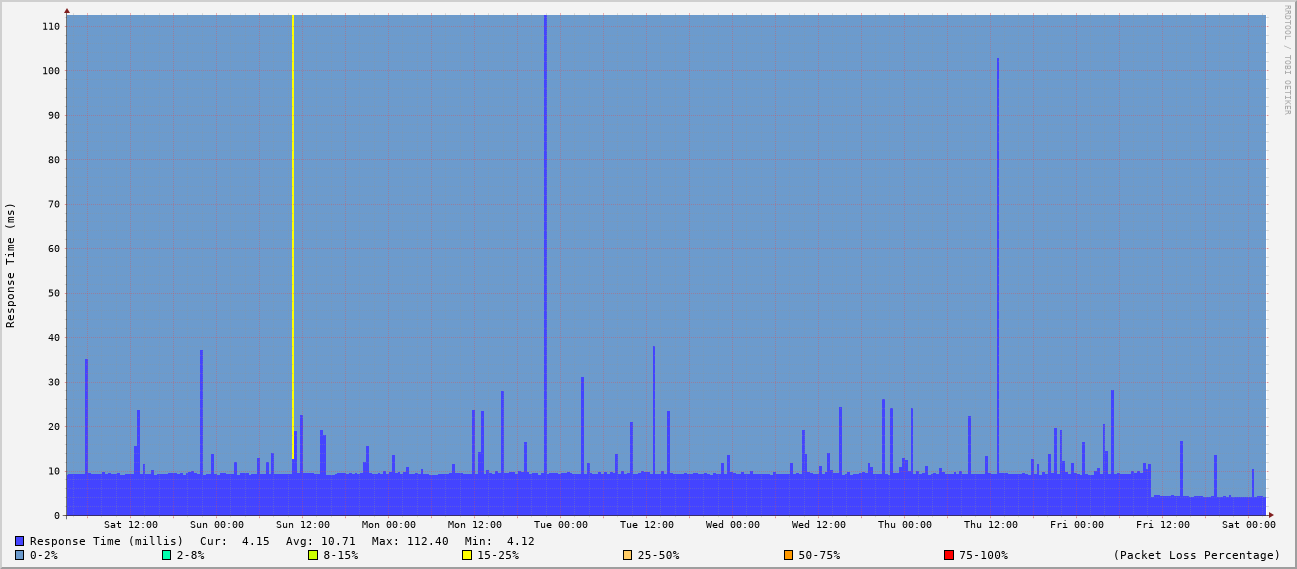 RRDTOOL / TOBI OETIKER
Response Time (ms)
110
100
90
80
70
60
50
40
30
20
10
0
Sat 12:00 Sun 00:00 Sun 12:00 Mon 00:00 Mon 12:00 Tue 00:00 Tue 12:00 Wed 00:00 Wed 12:00 Thu 00:00 Thu 12:00 Fri 00:00 Fri 12:00 Sat 00:00
Response Time (millis) Cur: 4.15 Avg: 10.71 Max: 112.40 Min: 4.12
0-2% 2-8% 8-15% 15-25% 25-50% 50-75% 75-100% (Packet Loss Percentage)